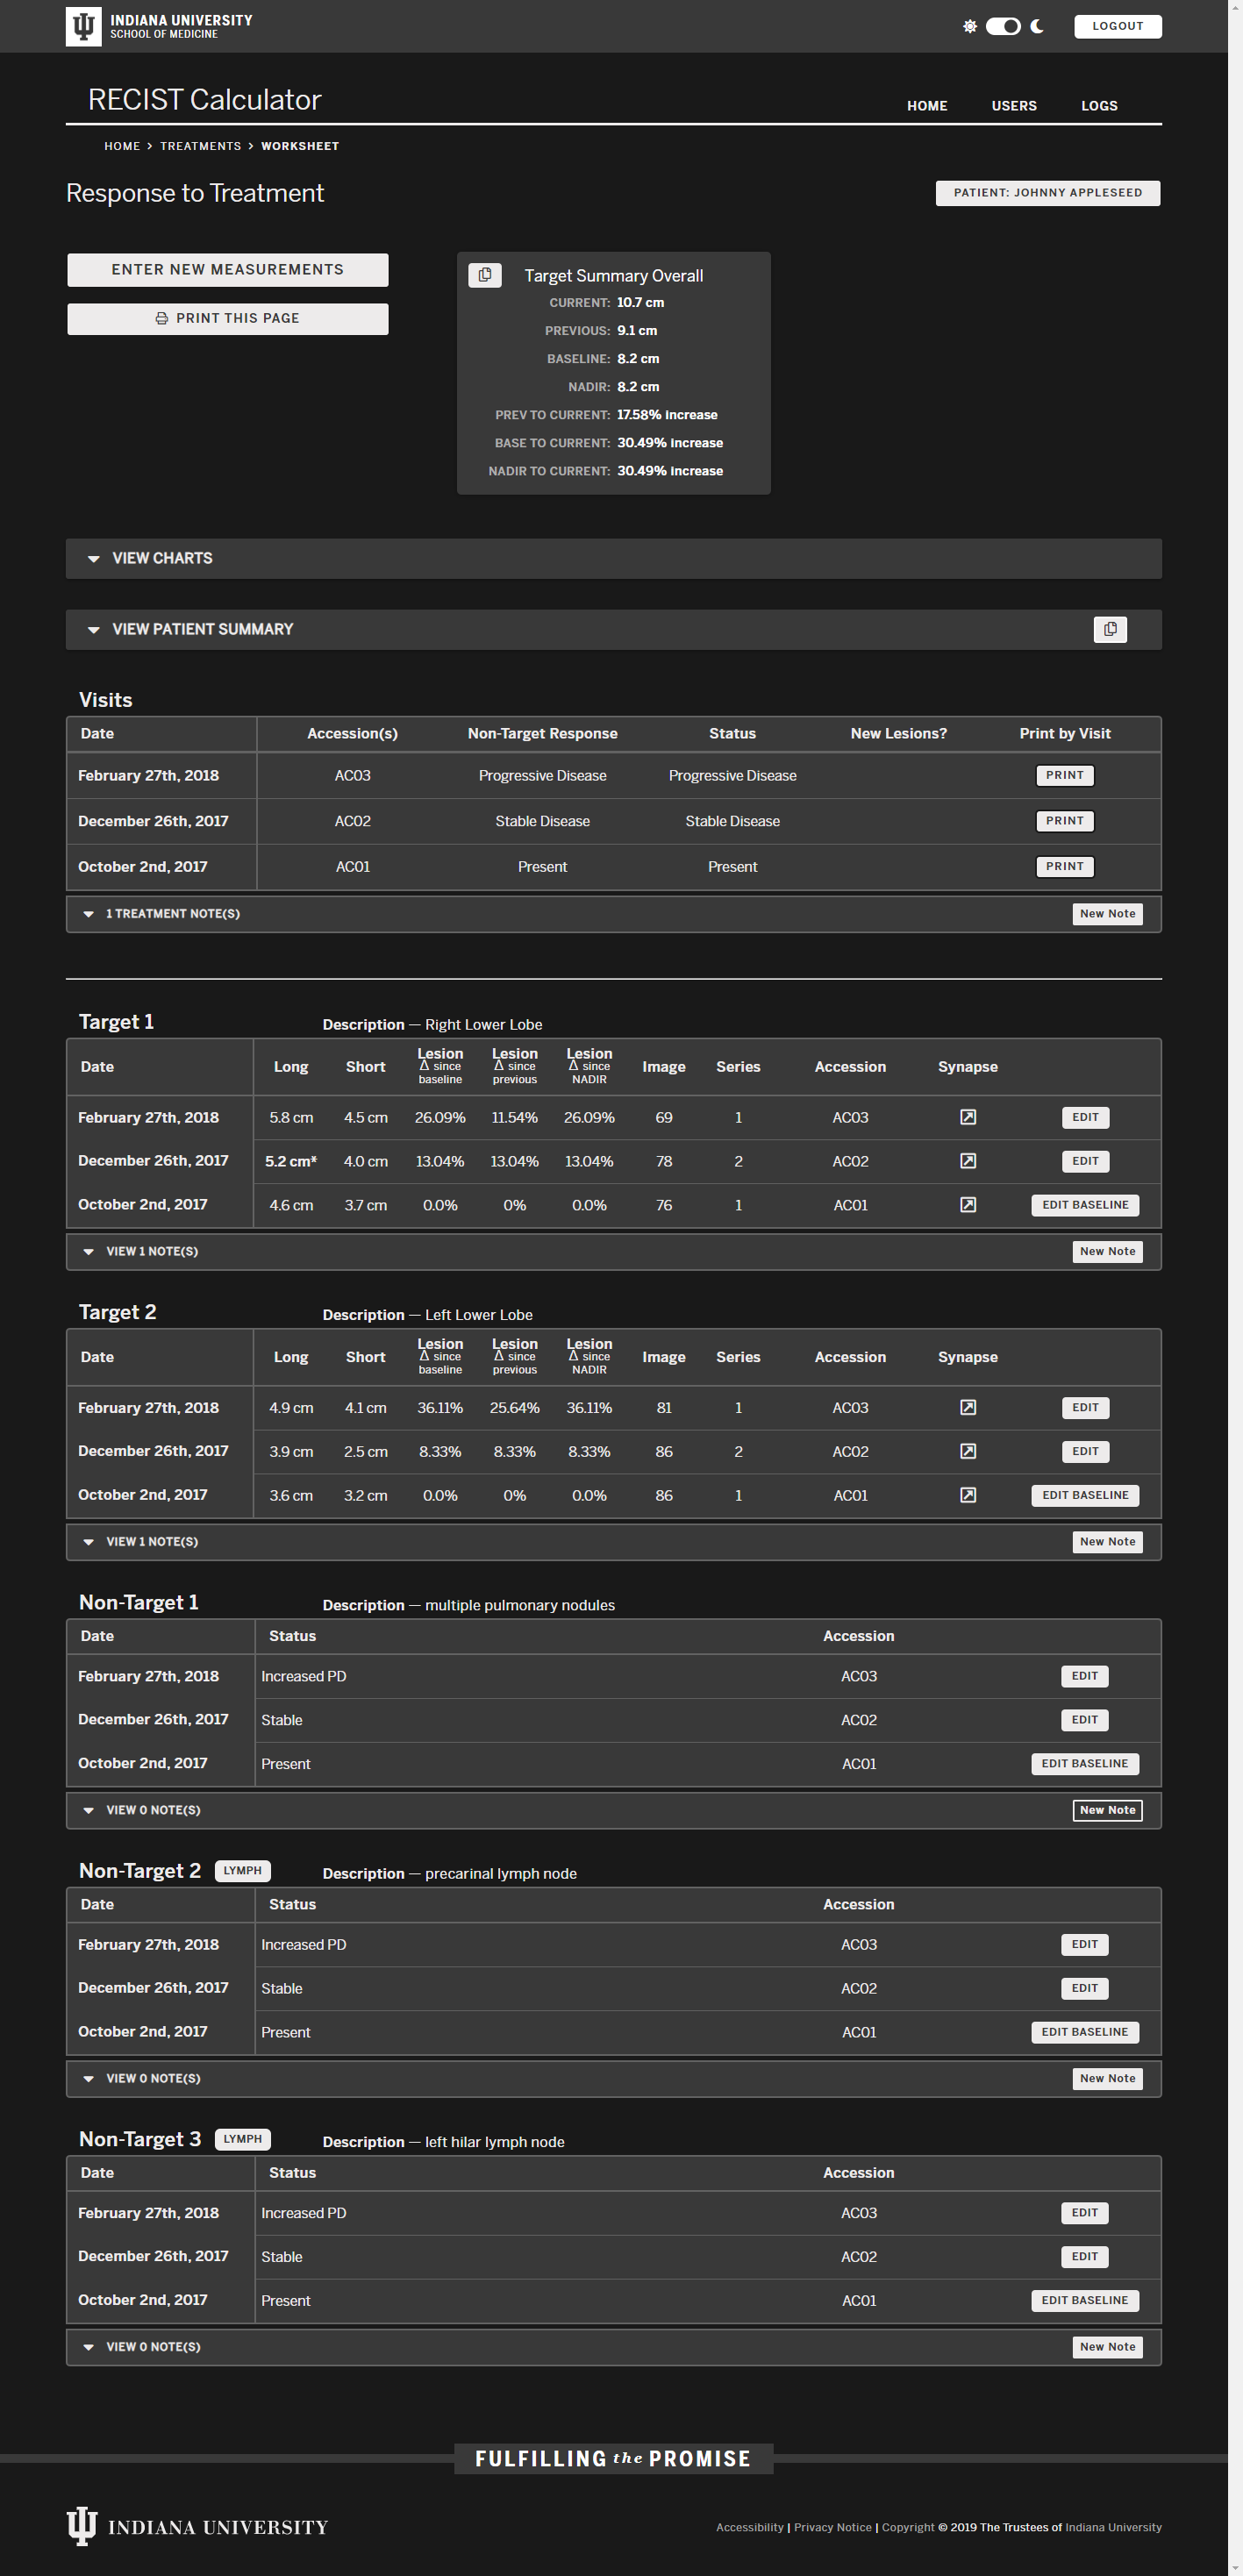 INDIANA UNIVERSITY
SCHOOL OF MEDICINE
LOGOUT
RECIST Calculator
HOME USERS LOGS
HOME > TREATMENTS > WORKSHEET
Response to Treatment
PATIENT: JOHNNY APPLESEED
ENTER NEW MEASUREMENTS
PRINT THIS PAGE
Target Summary Overall
CURRENT: 10.7 cm
PREVIOUS: 9.1 cm
BASELINE: 8.2 cm
NADIR: 8.2 cm
PREV TO CURRENT: 17.58% Increase
BASE TO CURRENT: 30.49% Increase
NADIR TO CURRENT: 30.49% Increase
VIEW CHARTS
VIEW PATIENT SUMMARY
Visits
Date Accession(s) Non-Target Response Status New Lesions? Print by Visit
February 27th, 2018 AC03 Progressive Disease Progressive Disease PRINT
December 26th, 2017 AC02 Stable Disease Stable Disease PRINT
October 2nd, 2017 AC01 Present Present PRINT
1 TREATMENT NOTE(S) New Note
Target 1 Description — Right Lower Lobe
Date Long Short Lesion Δ since baseline Lesion Δ since previous Lesion Δ since NADIR Image Series Accession Synapse
February 27th, 2018 5.8 cm 4.5 cm 26.09% 11.54% 26.09% 69 1 AC03 EDIT
December 26th, 2017 5.2 cm* 4.0 cm 13.04% 13.04% 13.04% 78 2 AC02 EDIT
October 2nd, 2017 4.6 cm 3.7 cm 0.0% 0% 0.0% 76 1 AC01 EDIT BASELINE
VIEW 1 NOTE(S) New Note
Target 2 Description — Left Lower Lobe
Date Long Short Lesion Δ since baseline Lesion Δ since previous Lesion Δ since NADIR Image Series Accession Synapse
February 27th, 2018 4.9 cm 4.1 cm 36.11% 25.64% 36.11% 81 1 AC03 EDIT
December 26th, 2017 3.9 cm 2.5 cm 8.33% 8.33% 8.33% 86 2 AC02 EDIT
October 2nd, 2017 3.6 cm 3.2 cm 0.0% 0% 0.0% 86 1 AC01 EDIT BASELINE
VIEW 1 NOTE(S) New Note
Non-Target 1 Description — multiple pulmonary nodules
Date Status Accession
February 27th, 2018 Increased PD AC03 EDIT
December 26th, 2017 Stable AC02 EDIT
October 2nd, 2017 Present AC01 EDIT BASELINE
VIEW 0 NOTE(S) New Note
Non-Target 2 LYMPH Description — precarinal lymph node
Date Status Accession
February 27th, 2018 Increased PD AC03 EDIT
December 26th, 2017 Stable AC02 EDIT
October 2nd, 2017 Present AC01 EDIT BASELINE
VIEW 0 NOTE(S) New Note
Non-Target 3 LYMPH Description — left hilar lymph node
Date Status Accession
February 27th, 2018 Increased PD AC03 EDIT
December 26th, 2017 Stable AC02 EDIT
October 2nd, 2017 Present AC01 EDIT BASELINE
VIEW 0 NOTE(S) New Note
FULFILLING the PROMISE
INDIANA UNIVERSITY
Accessibility | Privacy Notice | Copyright © 2019 The Trustees of Indiana University